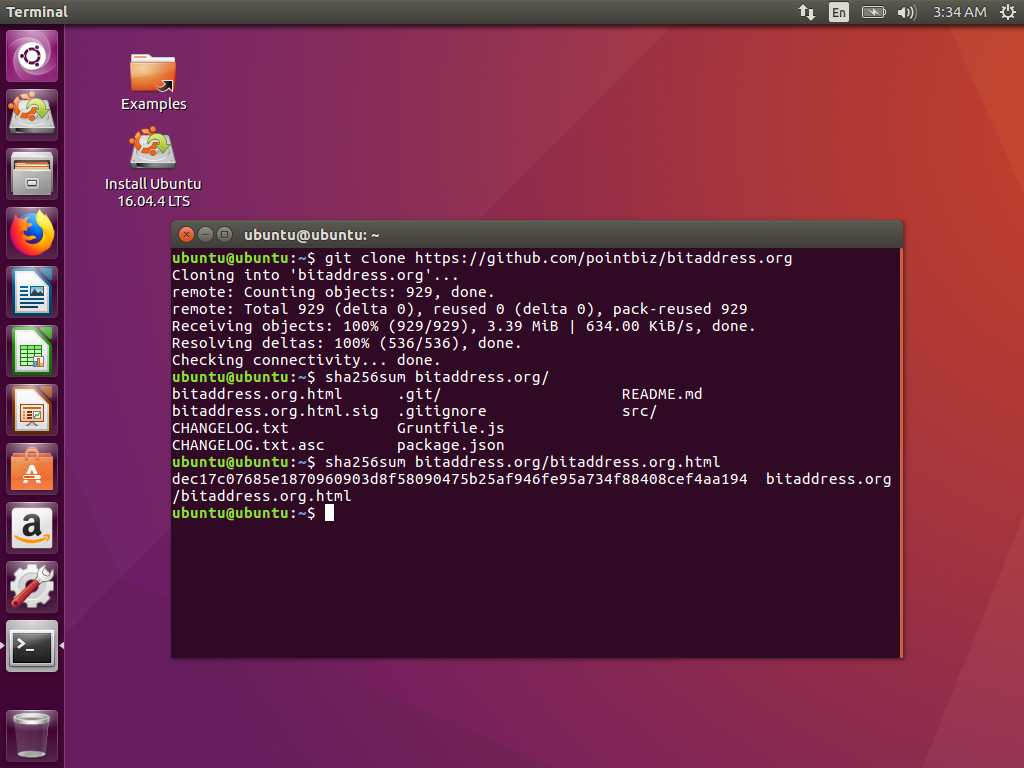 Terminal
En
3:34 AM
Examples
Install Ubuntu
16.04.4 LTS
ubuntu@ubuntu: ~
ubuntu@ubuntu:~$ git clone https://github.com/pointbiz/bitaddress.org
Cloning into 'bitaddress.org'...
remote: Counting objects: 929, done.
remote: Total 929 (delta 0), reused 0 (delta 0), pack-reused 929
Receiving objects: 100% (929/929), 3.39 MiB | 634.00 KiB/s, done.
Resolving deltas: 100% (536/536), done.
Checking connectivity... done.
ubuntu@ubuntu:~$ sha256sum bitaddress.org/
bitaddress.org.html      .git/                    README.md
bitaddress.org.html.sig  .gitignore               src/
CHANGELOG.txt            Gruntfile.js
CHANGELOG.txt.asc        package.json
ubuntu@ubuntu:~$ sha256sum bitaddress.org/bitaddress.org.html
dec17c07685e1870960903d8f58090475b25af946fe95a734f88408cef4aa194  bitaddress.org
/bitaddress.org.html
ubuntu@ubuntu:~$